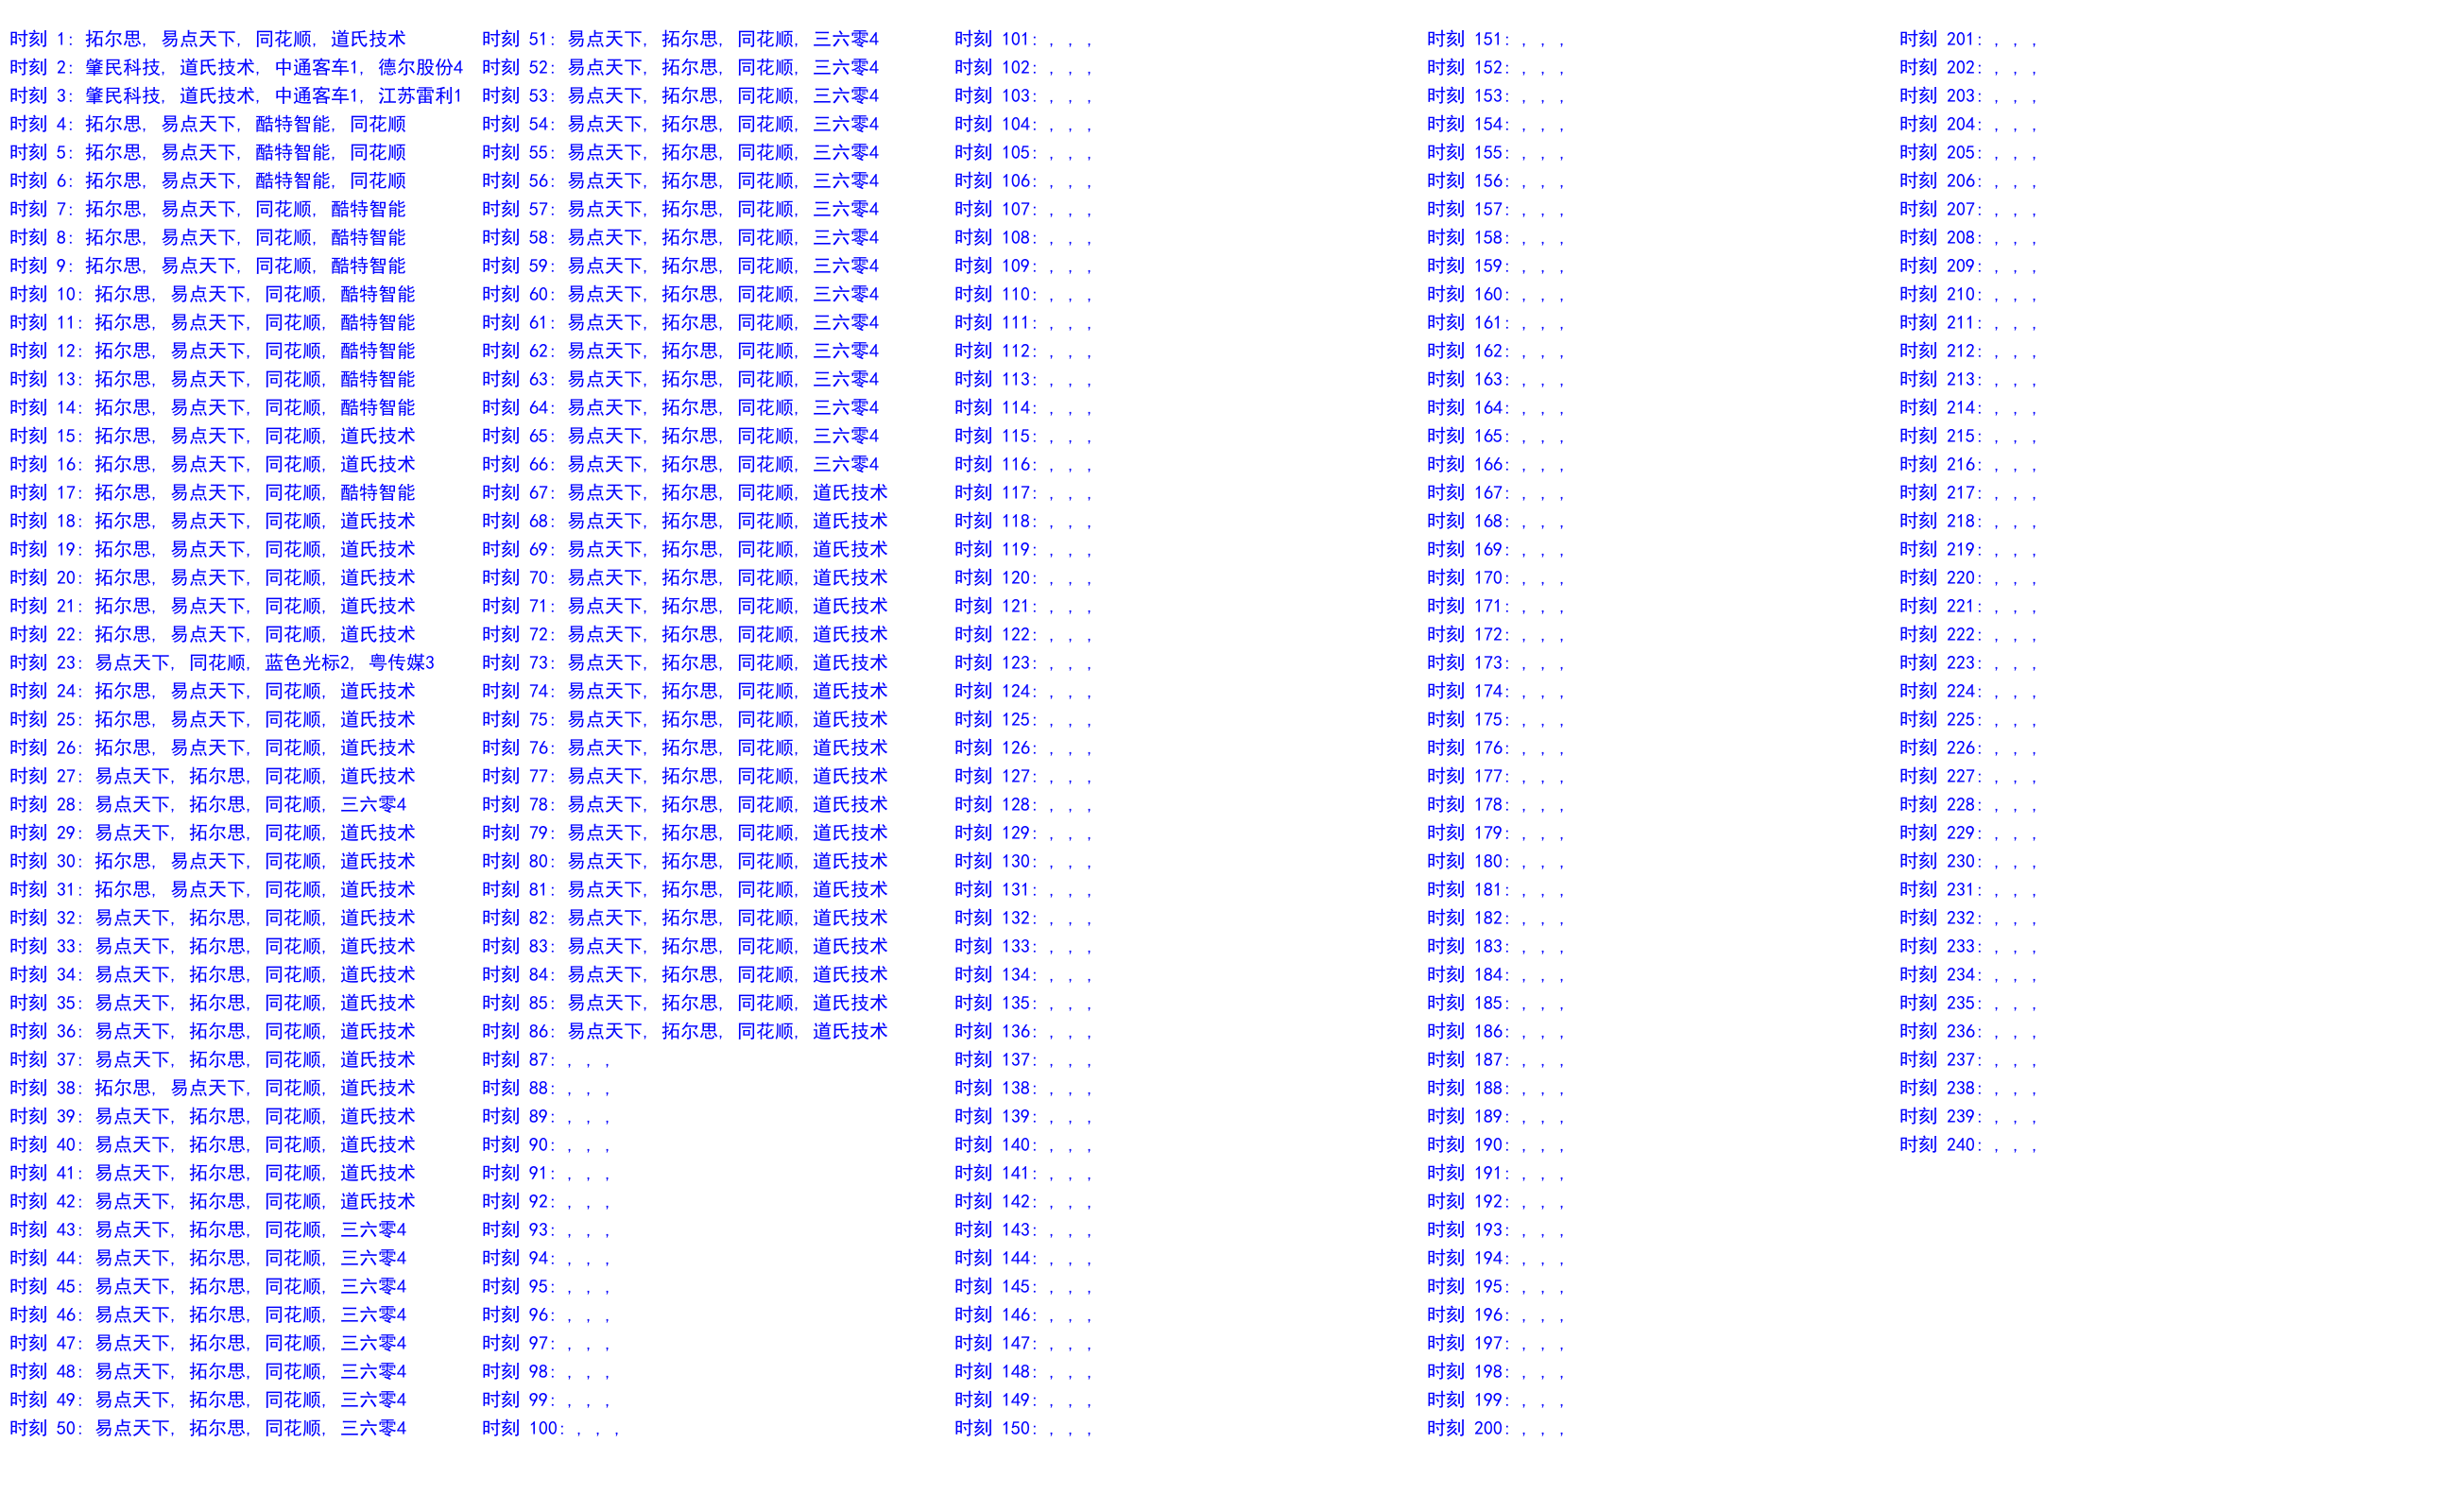 时刻 1: 拓尔思, 易点天下, 同花顺, 道氏技术
时刻 2: 肇民科技, 道氏技术, 中通客车1, 德尔股份4
时刻 3: 肇民科技, 道氏技术, 中通客车1, 江苏雷利1
时刻 4: 拓尔思, 易点天下, 酷特智能, 同花顺
时刻 5: 拓尔思, 易点天下, 酷特智能, 同花顺
时刻 6: 拓尔思, 易点天下, 酷特智能, 同花顺
时刻 7: 拓尔思, 易点天下, 同花顺, 酷特智能
时刻 8: 拓尔思, 易点天下, 同花顺, 酷特智能
时刻 9: 拓尔思, 易点天下, 同花顺, 酷特智能
时刻 10: 拓尔思, 易点天下, 同花顺, 酷特智能
时刻 11: 拓尔思, 易点天下, 同花顺, 酷特智能
时刻 12: 拓尔思, 易点天下, 同花顺, 酷特智能
时刻 13: 拓尔思, 易点天下, 同花顺, 酷特智能
时刻 14: 拓尔思, 易点天下, 同花顺, 酷特智能
时刻 15: 拓尔思, 易点天下, 同花顺, 道氏技术
时刻 16: 拓尔思, 易点天下, 同花顺, 道氏技术
时刻 17: 拓尔思, 易点天下, 同花顺, 酷特智能
时刻 18: 拓尔思, 易点天下, 同花顺, 道氏技术
时刻 19: 拓尔思, 易点天下, 同花顺, 道氏技术
时刻 20: 拓尔思, 易点天下, 同花顺, 道氏技术
时刻 21: 拓尔思, 易点天下, 同花顺, 道氏技术
时刻 22: 拓尔思, 易点天下, 同花顺, 道氏技术
时刻 23: 易点天下, 同花顺, 蓝色光标2, 粤传媒3
时刻 24: 拓尔思, 易点天下, 同花顺, 道氏技术
时刻 25: 拓尔思, 易点天下, 同花顺, 道氏技术
时刻 26: 拓尔思, 易点天下, 同花顺, 道氏技术
时刻 27: 易点天下, 拓尔思, 同花顺, 道氏技术
时刻 28: 易点天下, 拓尔思, 同花顺, 三六零4
时刻 29: 易点天下, 拓尔思, 同花顺, 道氏技术
时刻 30: 拓尔思, 易点天下, 同花顺, 道氏技术
时刻 31: 拓尔思, 易点天下, 同花顺, 道氏技术
时刻 32: 易点天下, 拓尔思, 同花顺, 道氏技术
时刻 33: 易点天下, 拓尔思, 同花顺, 道氏技术
时刻 34: 易点天下, 拓尔思, 同花顺, 道氏技术
时刻 35: 易点天下, 拓尔思, 同花顺, 道氏技术
时刻 36: 易点天下, 拓尔思, 同花顺, 道氏技术
时刻 37: 易点天下, 拓尔思, 同花顺, 道氏技术
时刻 38: 拓尔思, 易点天下, 同花顺, 道氏技术
时刻 39: 易点天下, 拓尔思, 同花顺, 道氏技术
时刻 40: 易点天下, 拓尔思, 同花顺, 道氏技术
时刻 41: 易点天下, 拓尔思, 同花顺, 道氏技术
时刻 42: 易点天下, 拓尔思, 同花顺, 道氏技术
时刻 43: 易点天下, 拓尔思, 同花顺, 三六零4
时刻 44: 易点天下, 拓尔思, 同花顺, 三六零4
时刻 45: 易点天下, 拓尔思, 同花顺, 三六零4
时刻 46: 易点天下, 拓尔思, 同花顺, 三六零4
时刻 47: 易点天下, 拓尔思, 同花顺, 三六零4
时刻 48: 易点天下, 拓尔思, 同花顺, 三六零4
时刻 49: 易点天下, 拓尔思, 同花顺, 三六零4
时刻 50: 易点天下, 拓尔思, 同花顺, 三六零4
时刻 51: 易点天下, 拓尔思, 同花顺, 三六零4
时刻 52: 易点天下, 拓尔思, 同花顺, 三六零4
时刻 53: 易点天下, 拓尔思, 同花顺, 三六零4
时刻 54: 易点天下, 拓尔思, 同花顺, 三六零4
时刻 55: 易点天下, 拓尔思, 同花顺, 三六零4
时刻 56: 易点天下, 拓尔思, 同花顺, 三六零4
时刻 57: 易点天下, 拓尔思, 同花顺, 三六零4
时刻 58: 易点天下, 拓尔思, 同花顺, 三六零4
时刻 59: 易点天下, 拓尔思, 同花顺, 三六零4
时刻 60: 易点天下, 拓尔思, 同花顺, 三六零4
时刻 61: 易点天下, 拓尔思, 同花顺, 三六零4
时刻 62: 易点天下, 拓尔思, 同花顺, 三六零4
时刻 63: 易点天下, 拓尔思, 同花顺, 三六零4
时刻 64: 易点天下, 拓尔思, 同花顺, 三六零4
时刻 65: 易点天下, 拓尔思, 同花顺, 三六零4
时刻 66: 易点天下, 拓尔思, 同花顺, 三六零4
时刻 67: 易点天下, 拓尔思, 同花顺, 道氏技术
时刻 68: 易点天下, 拓尔思, 同花顺, 道氏技术
时刻 69: 易点天下, 拓尔思, 同花顺, 道氏技术
时刻 70: 易点天下, 拓尔思, 同花顺, 道氏技术
时刻 71: 易点天下, 拓尔思, 同花顺, 道氏技术
时刻 72: 易点天下, 拓尔思, 同花顺, 道氏技术
时刻 73: 易点天下, 拓尔思, 同花顺, 道氏技术
时刻 74: 易点天下, 拓尔思, 同花顺, 道氏技术
时刻 75: 易点天下, 拓尔思, 同花顺, 道氏技术
时刻 76: 易点天下, 拓尔思, 同花顺, 道氏技术
时刻 77: 易点天下, 拓尔思, 同花顺, 道氏技术
时刻 78: 易点天下, 拓尔思, 同花顺, 道氏技术
时刻 79: 易点天下, 拓尔思, 同花顺, 道氏技术
时刻 80: 易点天下, 拓尔思, 同花顺, 道氏技术
时刻 81: 易点天下, 拓尔思, 同花顺, 道氏技术
时刻 82: 易点天下, 拓尔思, 同花顺, 道氏技术
时刻 83: 易点天下, 拓尔思, 同花顺, 道氏技术
时刻 84: 易点天下, 拓尔思, 同花顺, 道氏技术
时刻 85: 易点天下, 拓尔思, 同花顺, 道氏技术
时刻 86: 易点天下, 拓尔思, 同花顺, 道氏技术
时刻 87: , , ,
时刻 88: , , ,
时刻 89: , , ,
时刻 90: , , ,
时刻 91: , , ,
时刻 92: , , ,
时刻 93: , , ,
时刻 94: , , ,
时刻 95: , , ,
时刻 96: , , ,
时刻 97: , , ,
时刻 98: , , ,
时刻 99: , , ,
时刻 100: , , ,
时刻 101: , , ,
时刻 102: , , ,
时刻 103: , , ,
时刻 104: , , ,
时刻 105: , , ,
时刻 106: , , ,
时刻 107: , , ,
时刻 108: , , ,
时刻 109: , , ,
时刻 110: , , ,
时刻 111: , , ,
时刻 112: , , ,
时刻 113: , , ,
时刻 114: , , ,
时刻 115: , , ,
时刻 116: , , ,
时刻 117: , , ,
时刻 118: , , ,
时刻 119: , , ,
时刻 120: , , ,
时刻 121: , , ,
时刻 122: , , ,
时刻 123: , , ,
时刻 124: , , ,
时刻 125: , , ,
时刻 126: , , ,
时刻 127: , , ,
时刻 128: , , ,
时刻 129: , , ,
时刻 130: , , ,
时刻 131: , , ,
时刻 132: , , ,
时刻 133: , , ,
时刻 134: , , ,
时刻 135: , , ,
时刻 136: , , ,
时刻 137: , , ,
时刻 138: , , ,
时刻 139: , , ,
时刻 140: , , ,
时刻 141: , , ,
时刻 142: , , ,
时刻 143: , , ,
时刻 144: , , ,
时刻 145: , , ,
时刻 146: , , ,
时刻 147: , , ,
时刻 148: , , ,
时刻 149: , , ,
时刻 150: , , ,
时刻 151: , , ,
时刻 152: , , ,
时刻 153: , , ,
时刻 154: , , ,
时刻 155: , , ,
时刻 156: , , ,
时刻 157: , , ,
时刻 158: , , ,
时刻 159: , , ,
时刻 160: , , ,
时刻 161: , , ,
时刻 162: , , ,
时刻 163: , , ,
时刻 164: , , ,
时刻 165: , , ,
时刻 166: , , ,
时刻 167: , , ,
时刻 168: , , ,
时刻 169: , , ,
时刻 170: , , ,
时刻 171: , , ,
时刻 172: , , ,
时刻 173: , , ,
时刻 174: , , ,
时刻 175: , , ,
时刻 176: , , ,
时刻 177: , , ,
时刻 178: , , ,
时刻 179: , , ,
时刻 180: , , ,
时刻 181: , , ,
时刻 182: , , ,
时刻 183: , , ,
时刻 184: , , ,
时刻 185: , , ,
时刻 186: , , ,
时刻 187: , , ,
时刻 188: , , ,
时刻 189: , , ,
时刻 190: , , ,
时刻 191: , , ,
时刻 192: , , ,
时刻 193: , , ,
时刻 194: , , ,
时刻 195: , , ,
时刻 196: , , ,
时刻 197: , , ,
时刻 198: , , ,
时刻 199: , , ,
时刻 200: , , ,
时刻 201: , , ,
时刻 202: , , ,
时刻 203: , , ,
时刻 204: , , ,
时刻 205: , , ,
时刻 206: , , ,
时刻 207: , , ,
时刻 208: , , ,
时刻 209: , , ,
时刻 210: , , ,
时刻 211: , , ,
时刻 212: , , ,
时刻 213: , , ,
时刻 214: , , ,
时刻 215: , , ,
时刻 216: , , ,
时刻 217: , , ,
时刻 218: , , ,
时刻 219: , , ,
时刻 220: , , ,
时刻 221: , , ,
时刻 222: , , ,
时刻 223: , , ,
时刻 224: , , ,
时刻 225: , , ,
时刻 226: , , ,
时刻 227: , , ,
时刻 228: , , ,
时刻 229: , , ,
时刻 230: , , ,
时刻 231: , , ,
时刻 232: , , ,
时刻 233: , , ,
时刻 234: , , ,
时刻 235: , , ,
时刻 236: , , ,
时刻 237: , , ,
时刻 238: , , ,
时刻 239: , , ,
时刻 240: , , ,